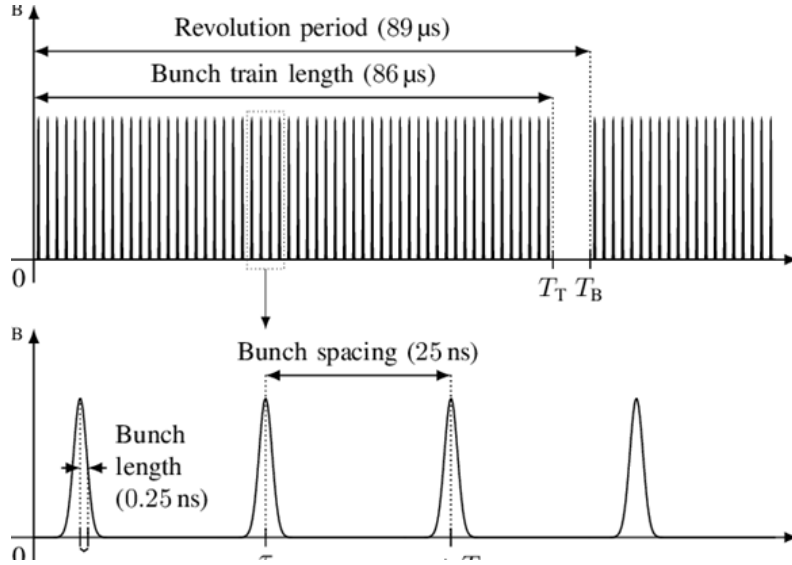 B
Revolution period (89 µs)
Bunch train length (86 µs)
0
T_T T_B
B
Bunch spacing (25 ns)
Bunch
length
(0.25 ns)
0